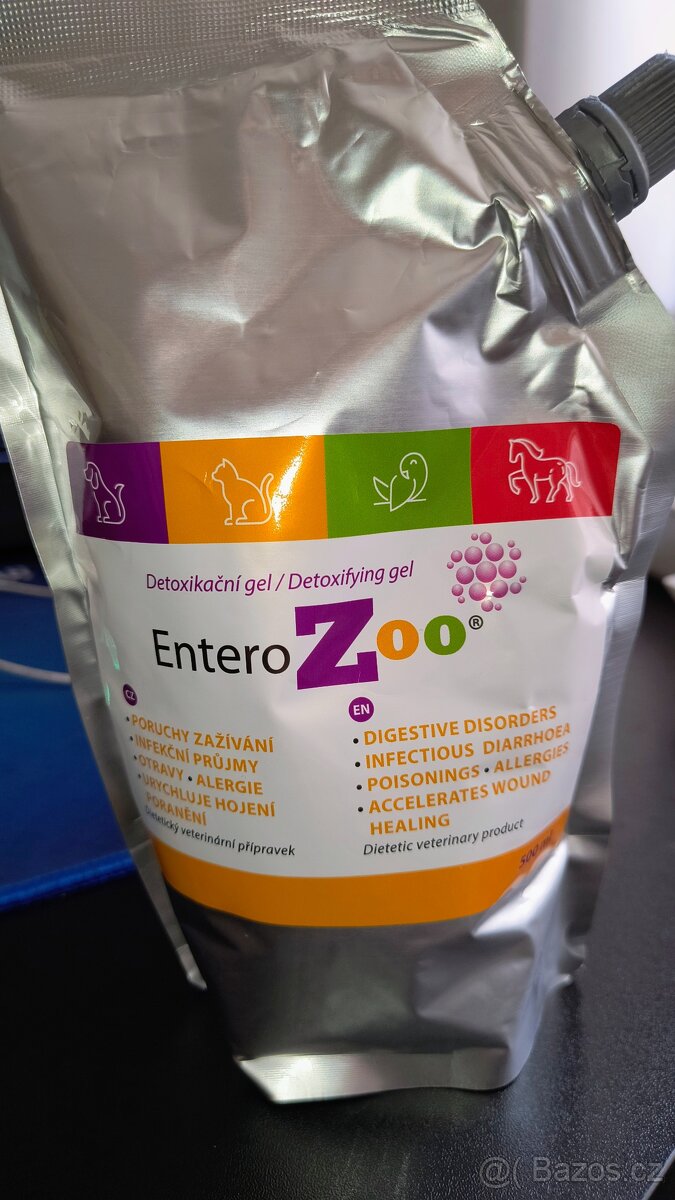 Detoxikační gel / Detoxifying gel
EnteroZoo®
CZ
• PORUCHY ZAŽÍVÁNÍ
• INFEKČNÍ PRŮJMY
• OTRAVY • ALERGIE
• URYCHLUJE HOJENÍ
PORANĚNÍ
Dietetický veterinární přípravek
EN
• DIGESTIVE DISORDERS
• INFECTIOUS DIARRHOEA
• POISONINGS • ALLERGIES
• ACCELERATES WOUND
HEALING
Dietetic veterinary product
500 ml
@( Bazos.cz